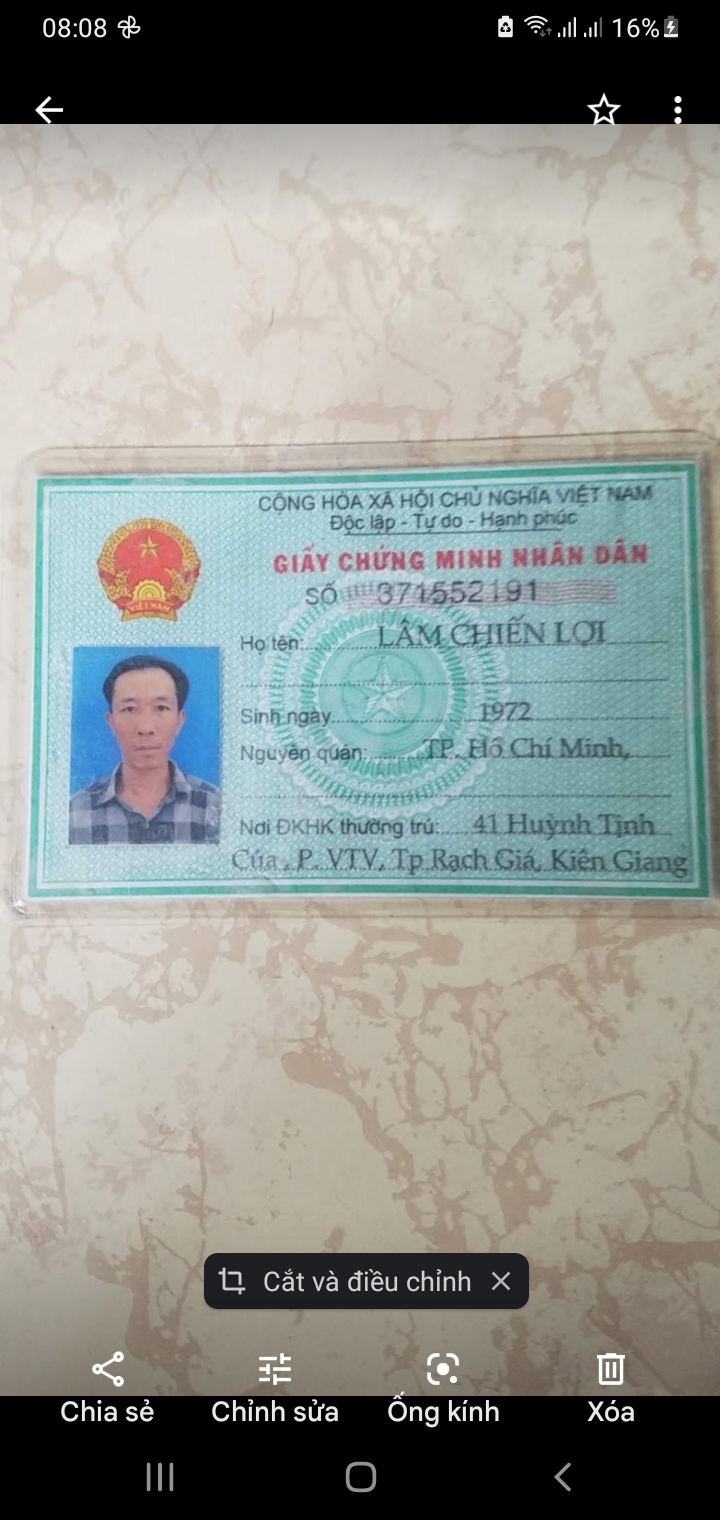 08:08
16%
CỘNG HÒA XÃ HỘI CHỦ NGHĨA VIỆT NAM
Độc lập - Tự do - Hạnh phúc
VIỆT NAM
GIẤY CHỨNG MINH NHÂN DÂN
SỐ 371552191
Họ tên: LÂM CHIẾN LỢI
Sinh ngày 1972
Nguyên quán: TP. Hồ Chí Minh,
Nơi ĐKHK thường trú: 41 Huỳnh Tịnh
Của, P. VTV, Tp Rạch Giá, Kiên Giang
Cắt và điều chỉnh
Chia sẻ
Chỉnh sửa
Ống kính
Xóa